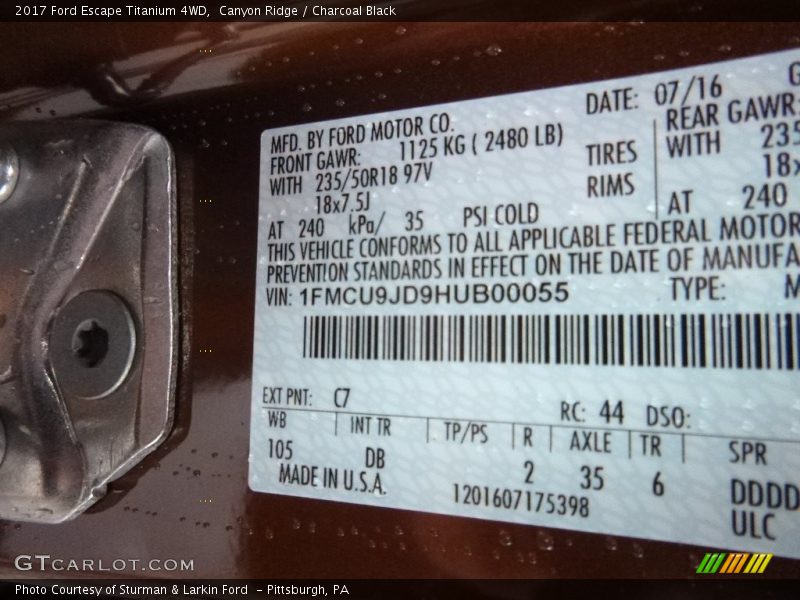 2017 Ford Escape Titanium 4WD, Canyon Ridge / Charcoal Black
MFD. BY FORD MOTOR CO.
DATE: 07/16
FRONT GAWR: 1125 KG ( 2480 LB)
REAR GAWR:
WITH 235/50R18 97V
TIRES WITH 235
18x7.5J
RIMS 18x
AT 240 kPa/ 35 PSI COLD
AT 240
THIS VEHICLE CONFORMS TO ALL APPLICABLE FEDERAL MOTOR
PREVENTION STANDARDS IN EFFECT ON THE DATE OF MANUFA
VIN: 1FMCU9JD9HUB00055
TYPE: M
EXT PNT: C7
RC: 44 DSO:
WB INT TR TP/PS R AXLE TR SPR
105 DB 2 35 6 DDDD
MADE IN U.S.A. 1201607175398 ULC
GTCARLOT.COM
Photo Courtesy of Sturman & Larkin Ford - Pittsburgh, PA